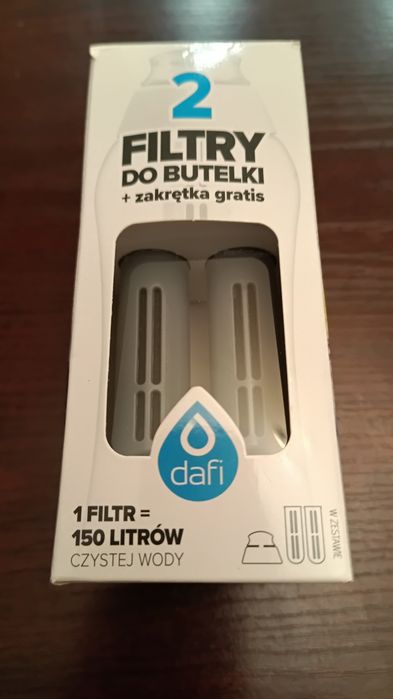 2
FILTRY
DO BUTELKI
+ zakrętka gratis
dafi
1 FILTR =
150 LITRÓW
CZYSTEJ WODY
W ZESTAWIE